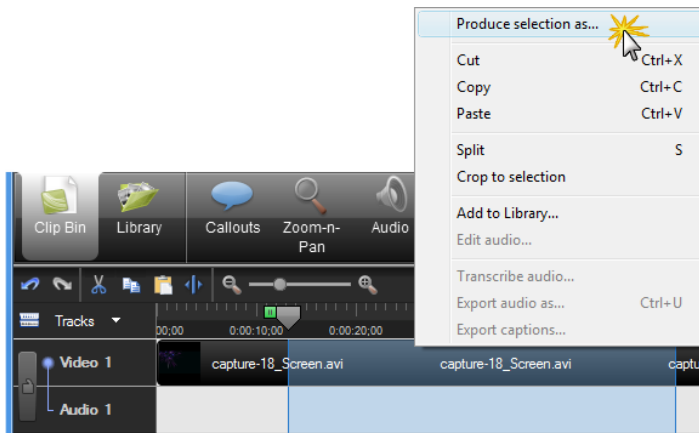 Produce selection as...
Cut Ctrl+X
Copy Ctrl+C
Paste Ctrl+V
Split S
Crop to selection
Add to Library...
Edit audio...
Transcribe audio...
Export audio as... Ctrl+U
Export captions...
Clip Bin Library Callouts Zoom-n-
Pan Audio
Tracks
00;00 0:00:10;00 0:00:20;00
Video 1 capture-18_Screen.avi capture-18_Screen.avi captu
Audio 1